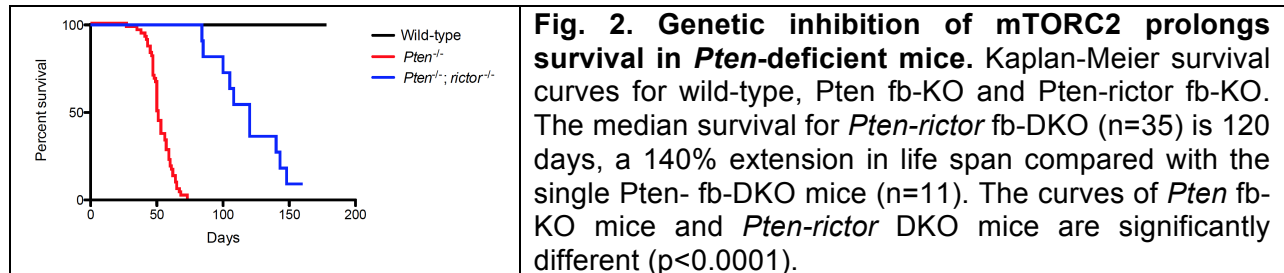 100
50
0
0
50
100
150
200
Percent survival
Days
Wild-type
Pten-/-
Pten-/-; rictor-/-
Fig. 2. Genetic inhibition of mTORC2 prolongs
survival in Pten-deficient mice. Kaplan-Meier survival
curves for wild-type, Pten fb-KO and Pten-rictor fb-KO.
The median survival for Pten-rictor fb-DKO (n=35) is 120
days, a 140% extension in life span compared with the
single Pten- fb-DKO mice (n=11). The curves of Pten fb-
KO mice and Pten-rictor DKO mice are significantly
different (p<0.0001).